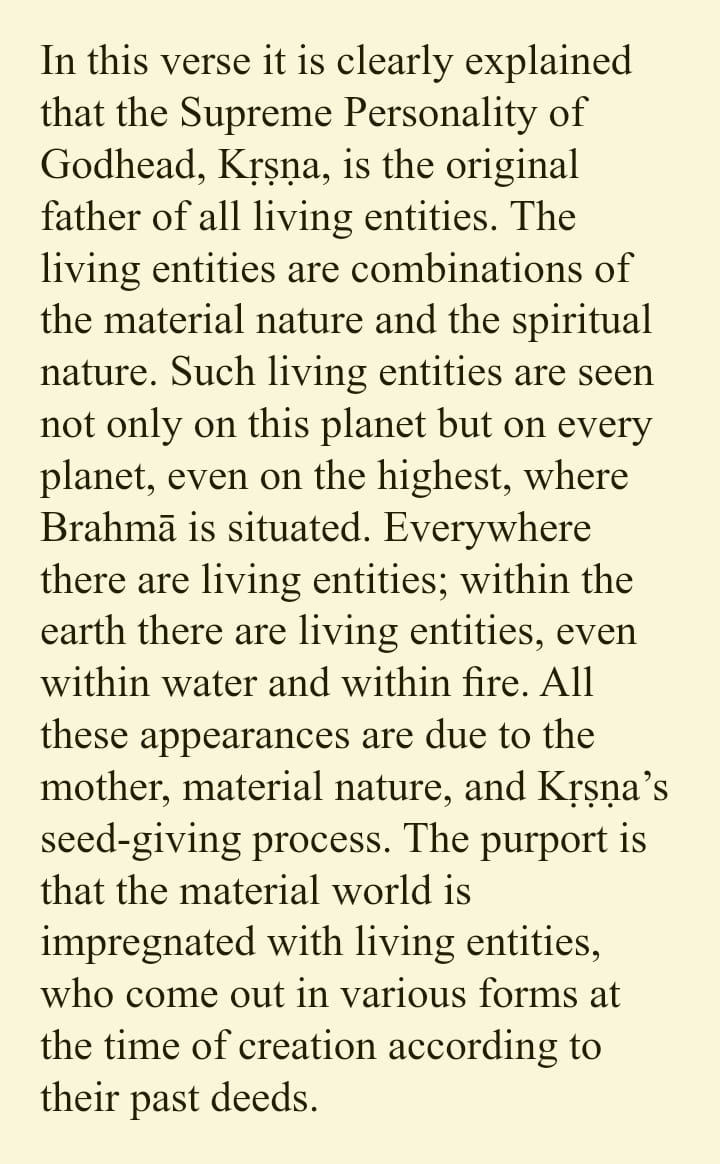 In this verse it is clearly explained
that the Supreme Personality of
Godhead, Kṛṣṇa, is the original
father of all living entities. The
living entities are combinations of
the material nature and the spiritual
nature. Such living entities are seen
not only on this planet but on every
planet, even on the highest, where
Brahmā is situated. Everywhere
there are living entities; within the
earth there are living entities, even
within water and within fire. All
these appearances are due to the
mother, material nature, and Kṛṣṇa’s
seed-giving process. The purport is
that the material world is
impregnated with living entities,
who come out in various forms at
the time of creation according to
their past deeds.